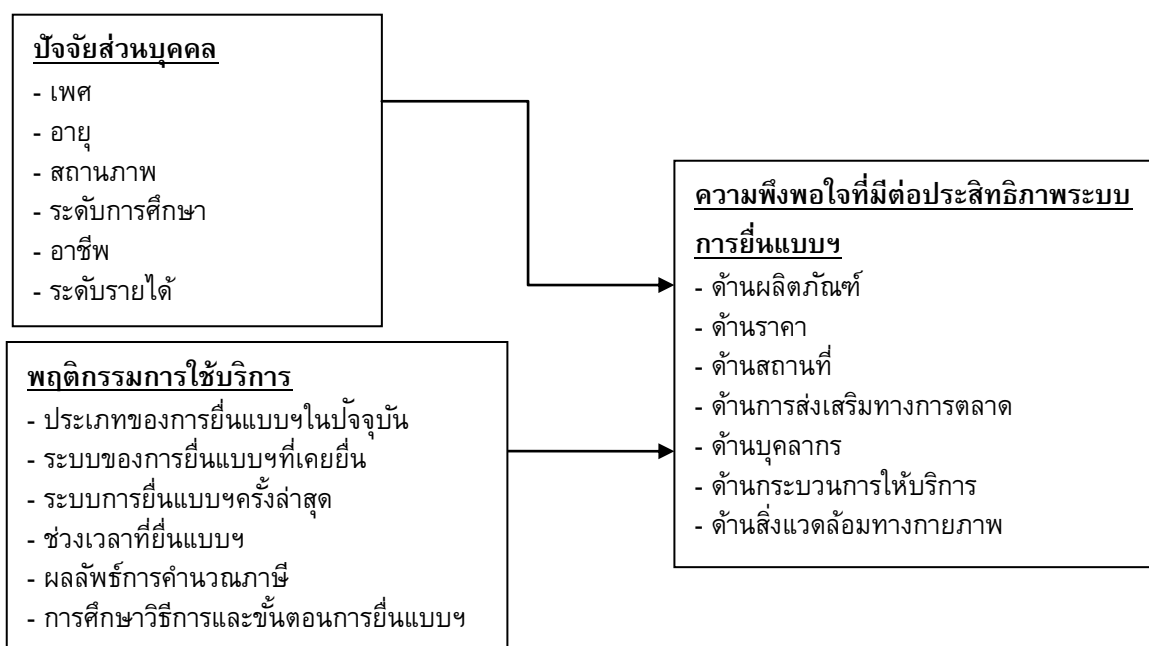 ปัจจัยส่วนบุคคล
- เพศ
- อายุ
- สถานภาพ
- ระดับการศึกษา
- อาชีพ
- ระดับรายได้
พฤติกรรมการใช้บริการ
- ประเภทของการยื่นแบบฯในปัจจุบัน
- ระบบของการยื่นแบบฯที่เคยยื่น
- ระบบการยื่นแบบฯครั้งล่าสุด
- ช่วงเวลาที่ยื่นแบบฯ
- ผลลัพธ์การคำนวณภาษี
- การศึกษาวิธีการและขั้นตอนการยื่นแบบฯ
ความพึงพอใจที่มีต่อประสิทธิภาพระบบ
การยื่นแบบฯ
- ด้านผลิตภัณฑ์
- ด้านราคา
- ด้านสถานที่
- ด้านการส่งเสริมทางการตลาด
- ด้านบุคลากร
- ด้านกระบวนการให้บริการ
- ด้านสิ่งแวดล้อมทางกายภาพ